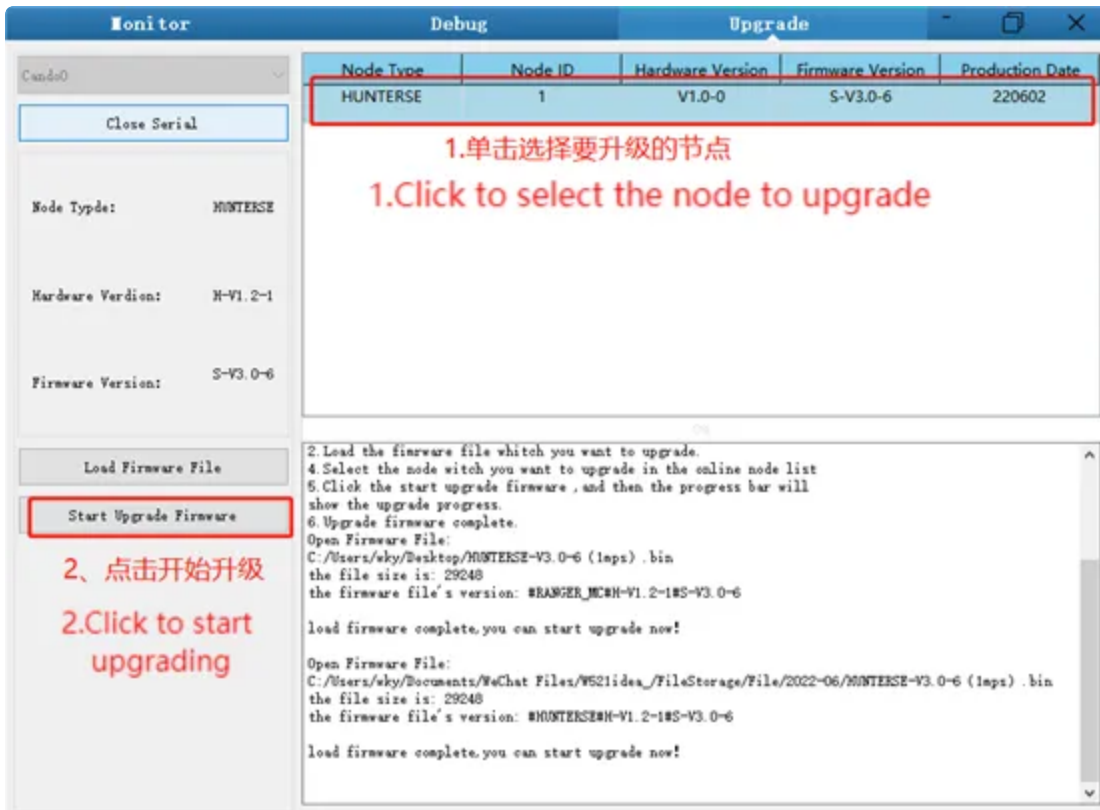 Monitor Debug Upgrade
Cando0
Close Serial
Node Typde: HUNTERSE
Hardware Verdion: H-V1.2-1
Firmware Version: S-V3.0-6
Load Firmware File
Start Upgrade Firmware
2、点击开始升级
2.Click to start
upgrading
Node Type Node ID Hardware Version Firmware Version Production Date
HUNTERSE 1 V1.0-0 S-V3.0-6 220602
1.单击选择要升级的节点
1.Click to select the node to upgrade
0%
2.Load the fimrware file whitch you want to upgrade.
4.Select the node witch you want to upgrade in the online node list
5.Click the start upgrade firmware ,and then the progress bar will
show the upgrade progress.
6.Upgrade firmware complete.
Open Firmware File:
C:/Users/wky/Desktop/HUNTERSE-V3.0-6 (1mps) .bin
the file size is: 29248
the firmware file's version: #RANGER_MC#H-V1.2-1#S-V3.0-6
load firmware complete,you can start upgrade now!
Open Firmware File:
C:/Users/wky/Documents/WeChat Files/W521idea_/FileStorage/File/2022-06/HUNTERSE-V3.0-6 (1mps) .bin
the file size is: 29248
the firmware file's version: #HUNTERSE#H-V1.2-1#S-V3.0-6
load firmware complete,you can start upgrade now!